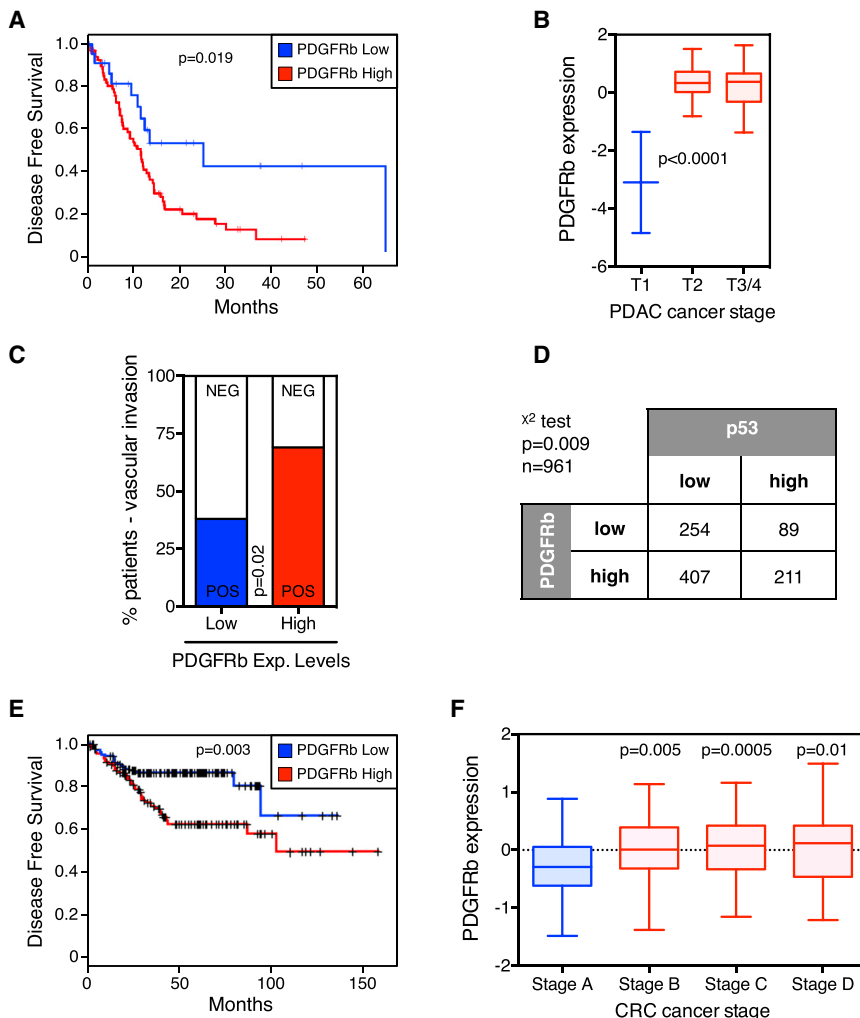 A
p=0.019
PDGFRb Low
PDGFRb High
Disease Free Survival
1.0
0.8
0.6
0.4
0.2
0
0 10 20 30 40 50 60
Months
B
PDGFRb expression
2
0
-2
-4
-6
p<0.0001
T1 T2 T3/4
PDAC cancer stage
C
% patients - vascular invasion
100
75
50
25
0
NEG NEG
POS POS
p=0.02
Low High
PDGFRb Exp. Levels
D
χ2 test
p=0.009
n=961
p53
low high
PDGFRb
low 254 89
high 407 211
E
p=0.003
PDGFRb Low
PDGFRb High
Disease Free Survival
1.0
0.8
0.6
0.4
0.2
0
0 50 100 150
Months
F
PDGFRb expression
2
1
0
-1
-2
p=0.005 p=0.0005 p=0.01
Stage A Stage B Stage C Stage D
CRC cancer stage